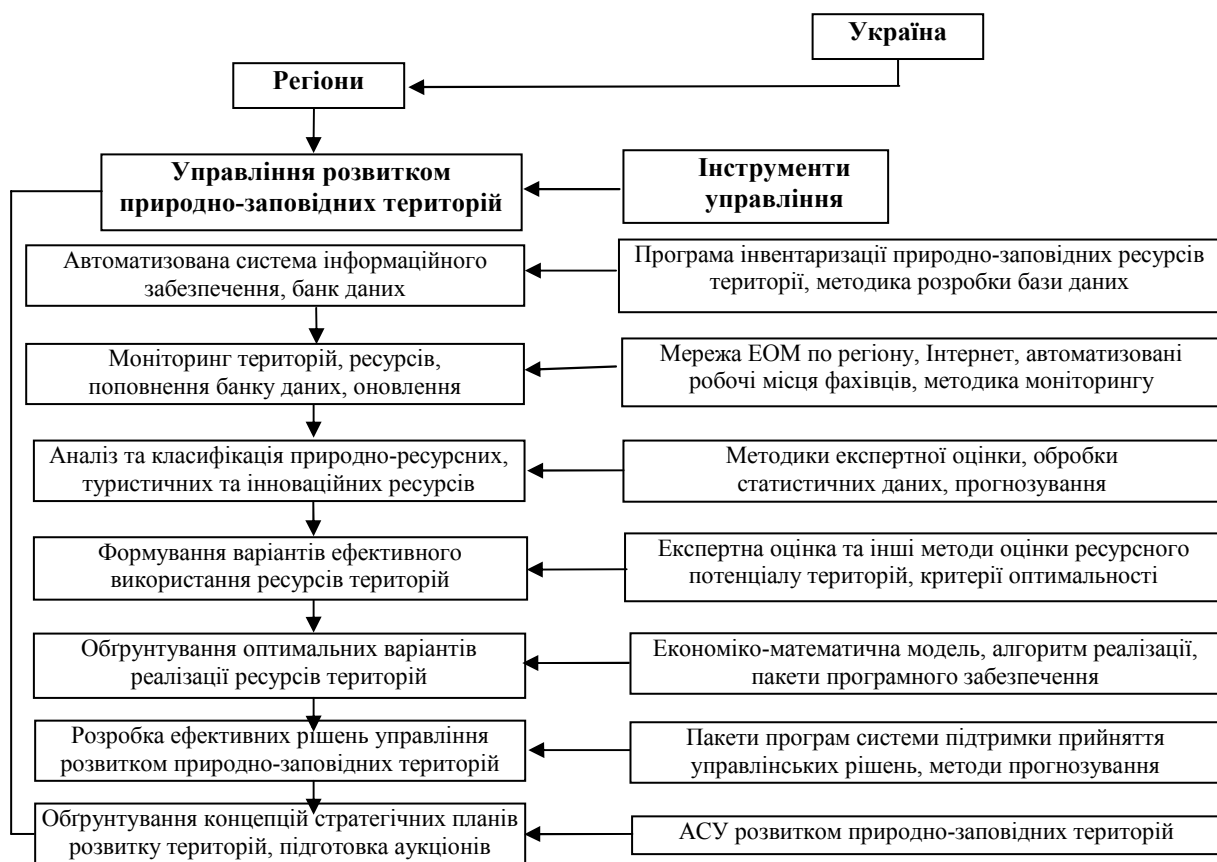 Україна
Регіони
Управління розвитком
природно-заповідних територій
Інструменти
управління
Автоматизована система інформаційного
забезпечення, банк даних
Програма інвентаризації природно-заповідних ресурсів
території, методика розробки бази даних
Моніторинг територій, ресурсів,
поповнення банку даних, оновлення
Мережа ЕОМ по регіону, Інтернет, автоматизовані
робочі місця фахівців, методика моніторингу
Аналіз та класифікація природно-ресурсних,
туристичних та інноваційних ресурсів
Методики експертної оцінки, обробки
статистичних даних, прогнозування
Формування варіантів ефективного
використання ресурсів територій
Експертна оцінка та інші методи оцінки ресурсного
потенціалу територій, критерії оптимальності
Обґрунтування оптимальних варіантів
реалізації ресурсів територій
Економіко-математична модель, алгоритм реалізації,
пакети програмного забезпечення
Розробка ефективних рішень управління
розвитком природно-заповідних територій
Пакети програм системи підтримки прийняття
управлінських рішень, методи прогнозування
Обґрунтування концепцій стратегічних планів
розвитку територій, підготовка аукціонів
АСУ розвитком природно-заповідних територій